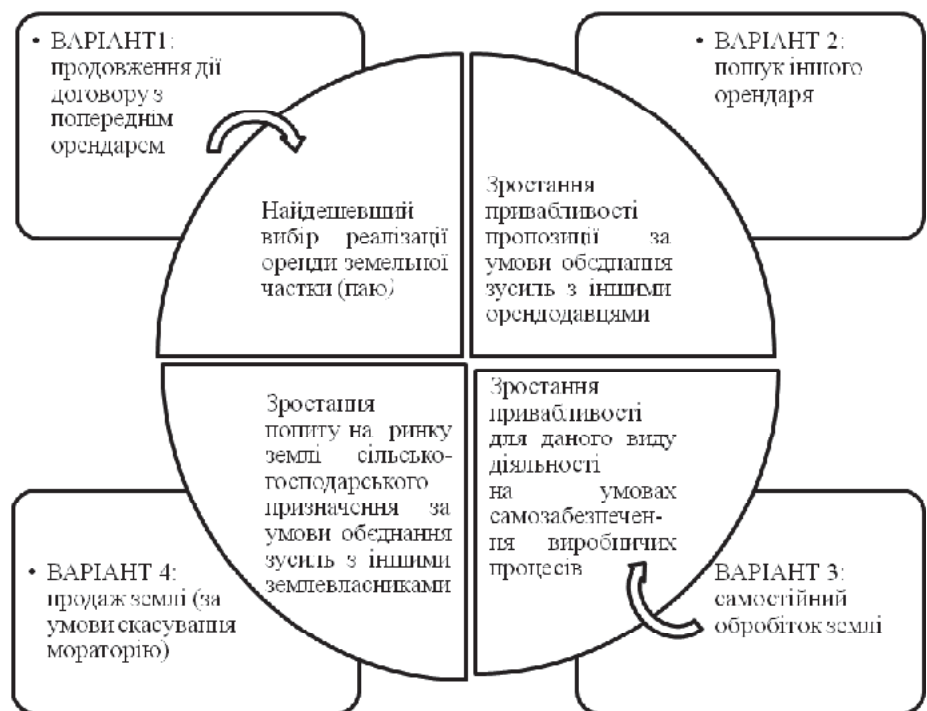 • ВАРІАНТ1:
продовження дії
договору з
попереднім
орендарем
• ВАРІАНТ 2:
пошук іншого
орендаря
Найдешевший
вибір реалізації
оренди земельної
частки (паю)
Зростання
привабливості
пропозиції за
умови обєднання
зусиль з іншими
орендодавцями
Зростання
попиту на ринку
землі сільсько-
господарського
призначення за
умови обєднання
зусиль з іншими
землевласниками
Зростання
привабливості
для даного виду
діяльності
на умовах
самозабезпечен-
ня виробничих
процесів
• ВАРІАНТ 4:
продаж землі (за
умови скасування
мораторію)
ВАРІАНТ 3:
самостійний
обробіток землі